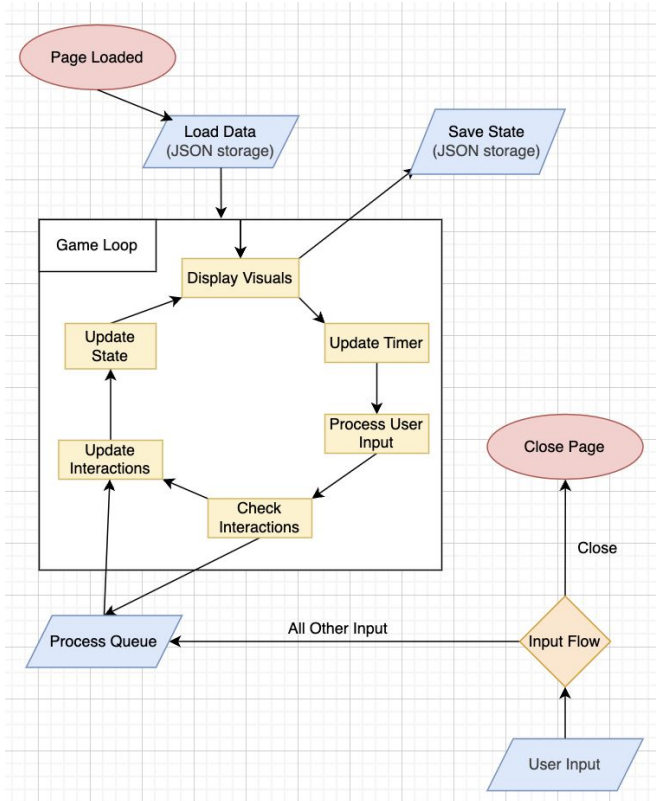 Page Loaded
Load Data
(JSON storage)
Save State
(JSON storage)
Game Loop
Display Visuals
Update
State
Update Timer
Process User
Input
Update
Interactions
Check
Interactions
Close Page
Close
All Other Input
Process Queue
Input Flow
User Input